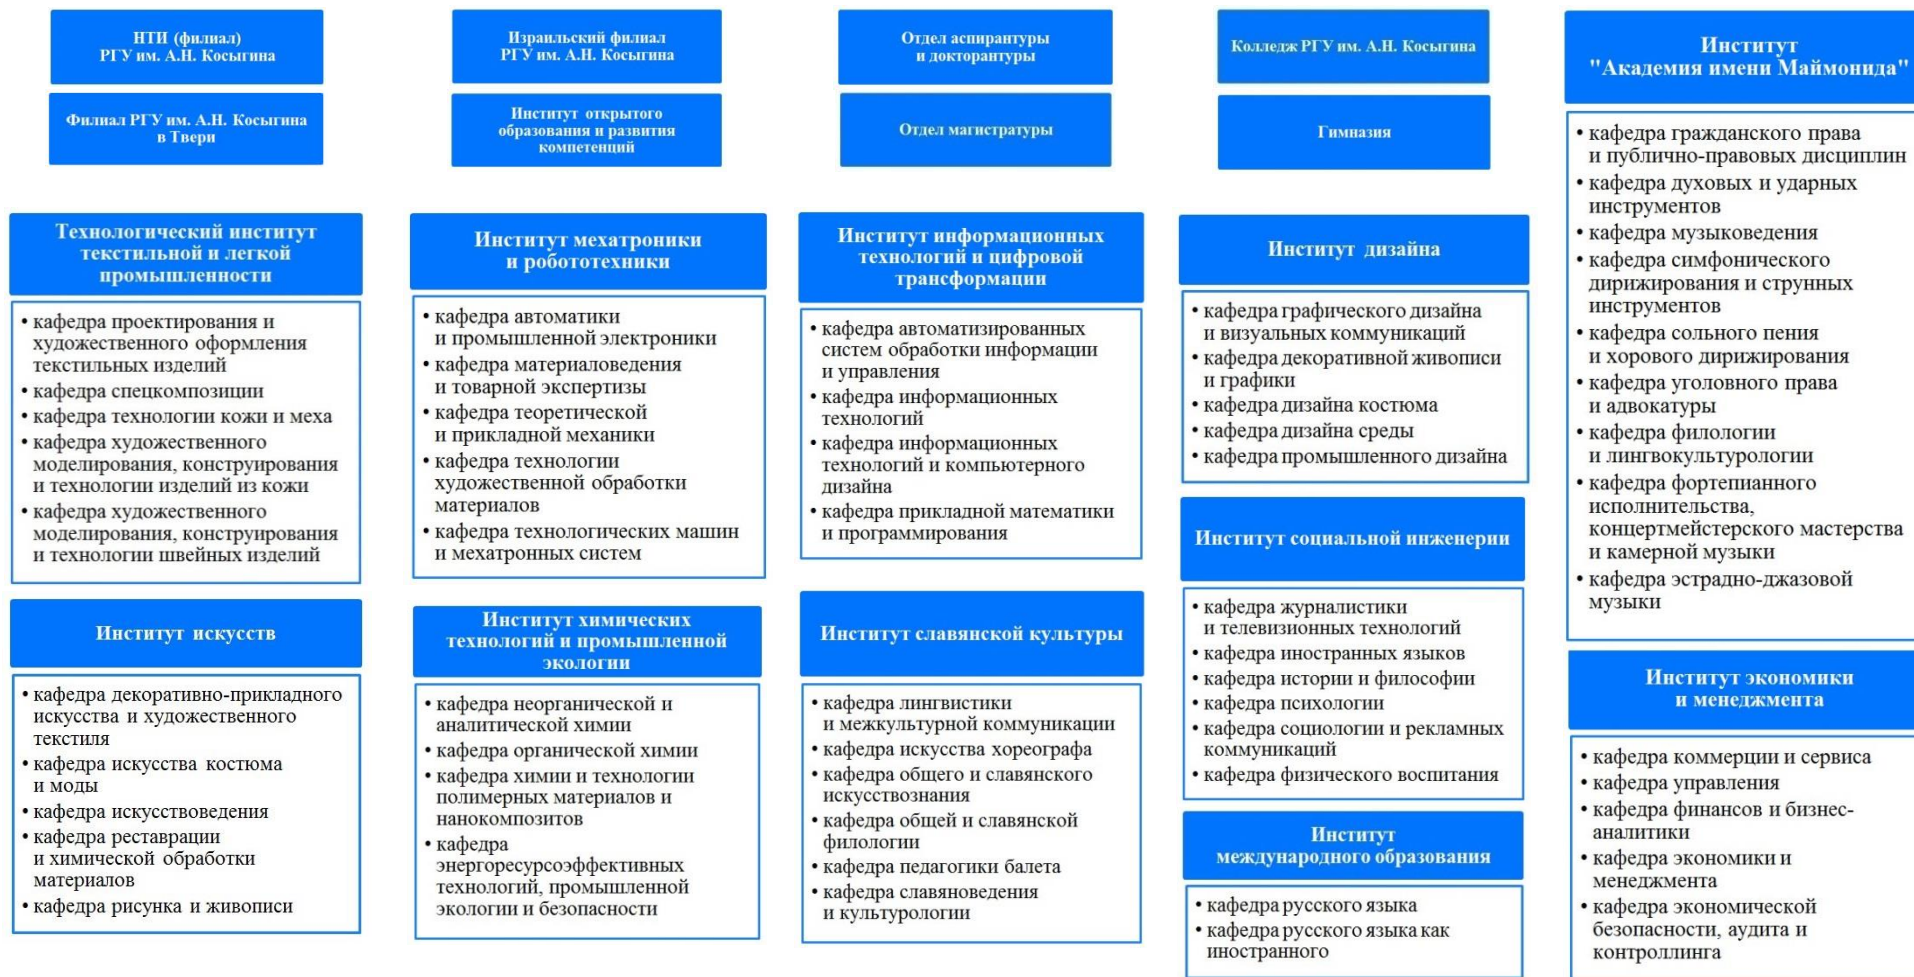 НТИ (филиал)
РГУ им. А.Н. Косыгина
Филиал РГУ им. А.Н. Косыгина
в Твери
Израильский филиал
РГУ им. А.Н. Косыгина
Институт открытого
образования и развития
компетенций
Отдел аспирантуры
и докторантуры
Отдел магистратуры
Колледж РГУ им. А.Н. Косыгина
Гимназия
Технологический институт
текстильной и легкой
промышленности
• кафедра проектирования и
художественного оформления
текстильных изделий
• кафедра спецкомпозиции
• кафедра технологии кожи и меха
• кафедра художественного
моделирования, конструирования
и технологии изделий из кожи
• кафедра художественного
моделирования, конструирования
и технологии швейных изделий
Институт искусств
• кафедра декоративно-прикладного
искусства и художественного
текстиля
• кафедра искусства костюма
и моды
• кафедра искусствоведения
• кафедра реставрации
и химической обработки
материалов
• кафедра рисунка и живописи
Институт мехатроники
и робототехники
• кафедра автоматики
и промышленной электроники
• кафедра материаловедения
и товарной экспертизы
• кафедра теоретической
и прикладной механики
• кафедра технологии
художественной обработки
материалов
• кафедра технологических машин
и мехатронных систем
Институт химических
технологий и промышленной
экологии
• кафедра неорганической и
аналитической химии
• кафедра органической химии
• кафедра химии и технологии
полимерных материалов и
нанокомпозитов
• кафедра
энергоресурсоэффективных
технологий, промышленной
экологии и безопасности
Институт информационных
технологий и цифровой
трансформации
• кафедра автоматизированных
систем обработки информации
и управления
• кафедра информационных
технологий
• кафедра информационных
технологий и компьютерного
дизайна
• кафедра прикладной математики
и программирования
Институт славянской культуры
• кафедра лингвистики
и межкультурной коммуникации
• кафедра искусства хореографа
• кафедра общего и славянского
искусствознания
• кафедра общей и славянской
филологии
• кафедра педагогики балета
• кафедра славяноведения
и культурологии
Институт дизайна
• кафедра графического дизайна
и визуальных коммуникаций
• кафедра декоративной живописи
и графики
• кафедра дизайна костюма
• кафедра дизайна среды
• кафедра промышленного дизайна
Институт социальной инженерии
• кафедра журналистики
и телевизионных технологий
• кафедра иностранных языков
• кафедра истории и философии
• кафедра психологии
• кафедра социологии и рекламных
коммуникаций
• кафедра физического воспитания
Институт
международного образования
• кафедра русского языка
• кафедра русского языка как
иностранного
Институт
"Академия имени Маймонида"
• кафедра гражданского права
и публично-правовых дисциплин
• кафедра духовых и ударных
инструментов
• кафедра музыковедения
• кафедра симфонического
дирижирования и струнных
инструментов
• кафедра сольного пения
и хорового дирижирования
• кафедра уголовного права
и адвокатуры
• кафедра филологии
и лингвокультурологии
• кафедра фортепианного
исполнительства,
концертмейстерского мастерства
и камерной музыки
• кафедра эстрадно-джазовой
музыки
Институт экономики
и менеджмента
• кафедра коммерции и сервиса
• кафедра управления
• кафедра финансов и бизнес-
аналитики
• кафедра экономики и
менеджмента
• кафедра экономической
безопасности, аудита и
контроллинга